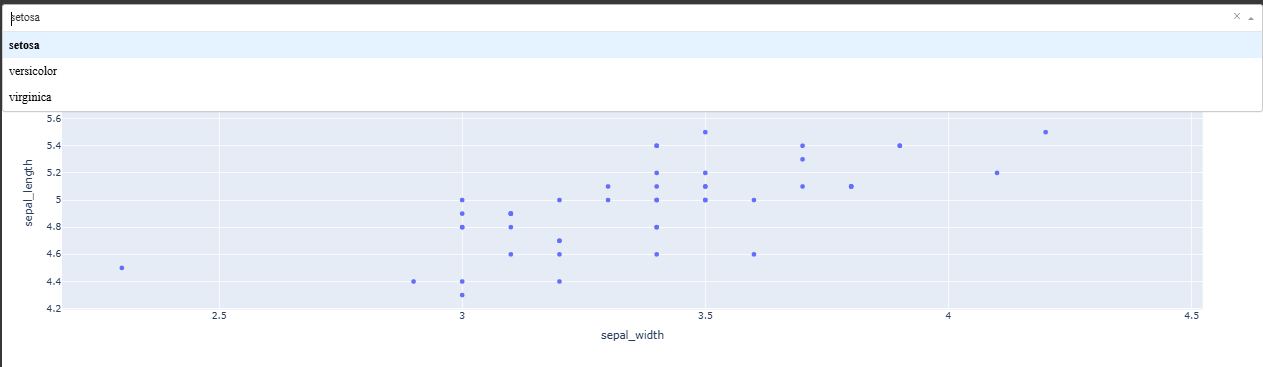 setosa
setosa
versicolor
virginica
5.6
5.4
5.2
5
4.8
4.6
4.4
4.2
sepal_length
2.5 3 3.5 4 4.5
sepal_width